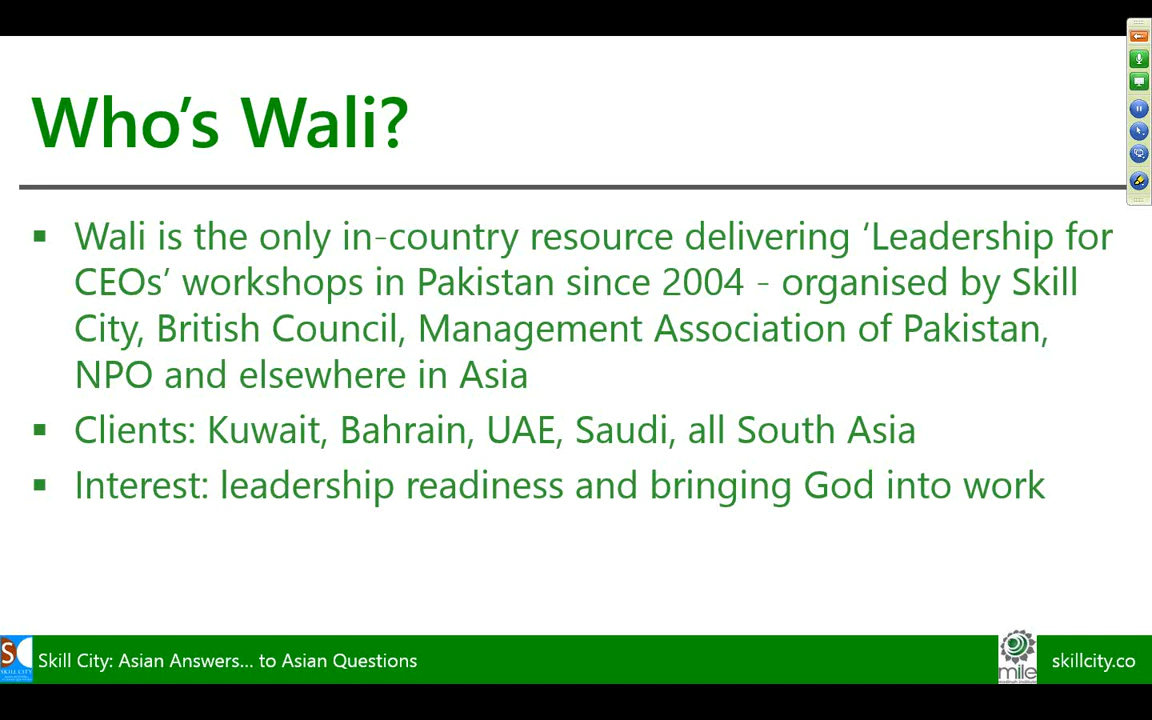 Who’s Wali?
▪ Wali is the only in-country resource delivering ‘Leadership for
CEOs’ workshops in Pakistan since 2004 - organised by Skill
City, British Council, Management Association of Pakistan,
NPO and elsewhere in Asia
▪ Clients: Kuwait, Bahrain, UAE, Saudi, all South Asia
▪ Interest: leadership readiness and bringing God into work
SC
SKILL CITY
Skill City: Asian Answers... to Asian Questions
mile
skillcity.co